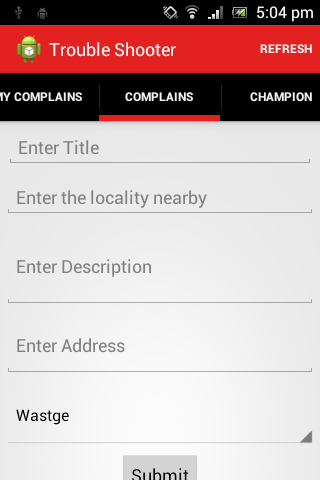 5:04 pm
Trouble Shooter
REFRESH
MY COMPLAINS
COMPLAINS
CHAMPION
Enter Title
Enter the locality nearby
Enter Description
Enter Address
Wastge
Submit